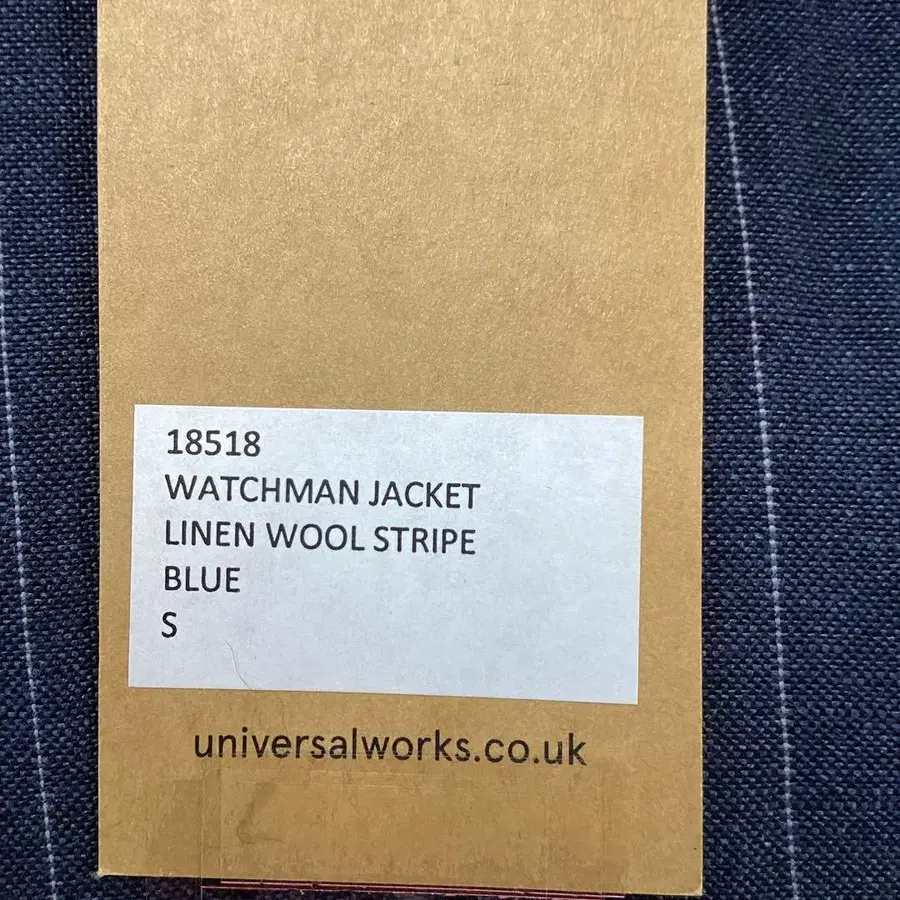 18518
WATCHMAN JACKET
LINEN WOOL STRIPE
BLUE
S
universalworks.co.uk